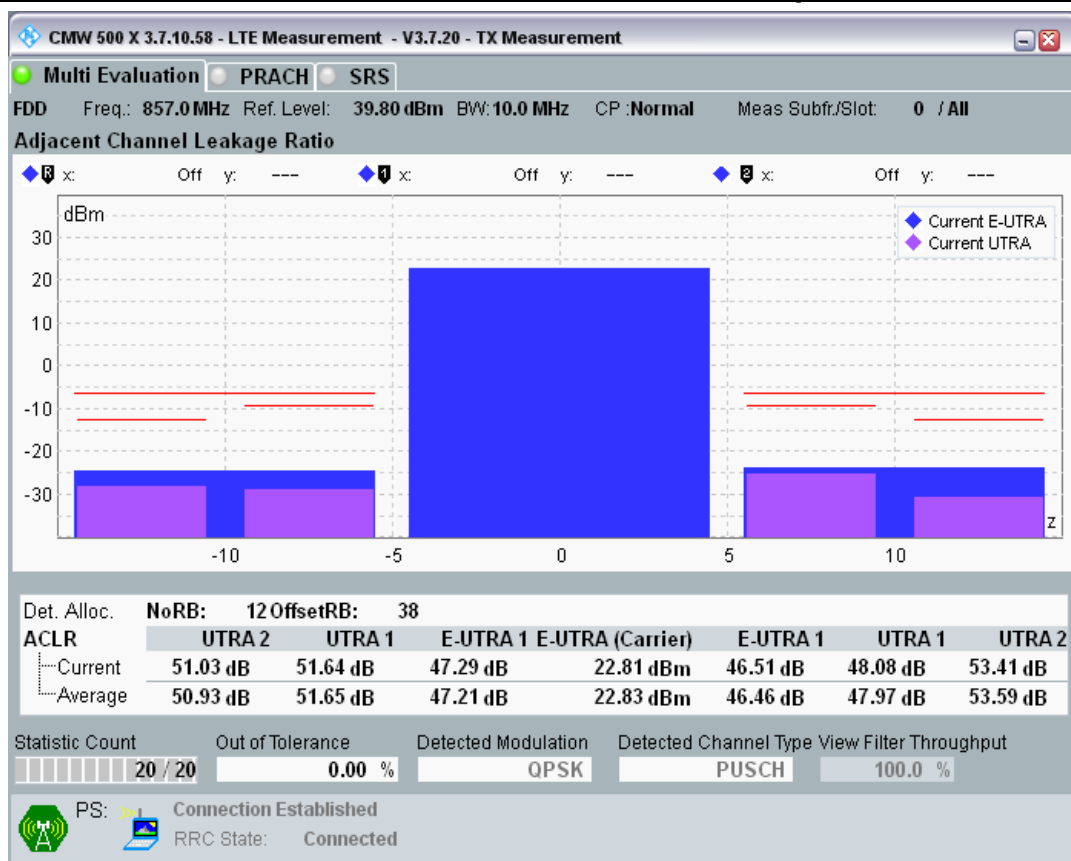 CMW 500 X 3.7.10.58 - LTE Measurement - V3.7.20 - TX Measurement
Multi Evaluation PRACH SRS
FDD Freq.: 857.0 MHz Ref. Level: 39.80 dBm BW: 10.0 MHz CP :Normal Meas Subfr./Slot: 0 / All
Adjacent Channel Leakage Ratio
R x: Off y: --- 1 x: Off y: --- 2 x: Off y: ---
dBm
Current E-UTRA
Current UTRA
30
20
10
0
-10
-20
-30
z
-10 -5 0 5 10
Det. Alloc. NoRB: 12 OffsetRB: 38
ACLR UTRA 2 UTRA 1 E-UTRA 1 E-UTRA (Carrier) E-UTRA 1 UTRA 1 UTRA 2
Current 51.03 dB 51.64 dB 47.29 dB 22.81 dBm 46.51 dB 48.08 dB 53.41 dB
Average 50.93 dB 51.65 dB 47.21 dB 22.83 dBm 46.46 dB 47.97 dB 53.59 dB
Statistic Count Out of Tolerance Detected Modulation Detected Channel Type View Filter Throughput
20 / 20 0.00 % QPSK PUSCH 100.0 %
PS: Connection Established
RRC State: Connected